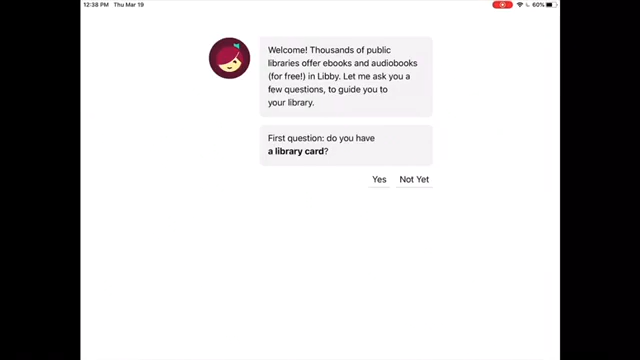 12:38 PM Thu Mar 19
60%
Welcome! Thousands of public
libraries offer ebooks and audiobooks
(for free!) in Libby. Let me ask you a
few questions, to guide you to
your library.
First question: do you have
a library card?
Yes Not Yet